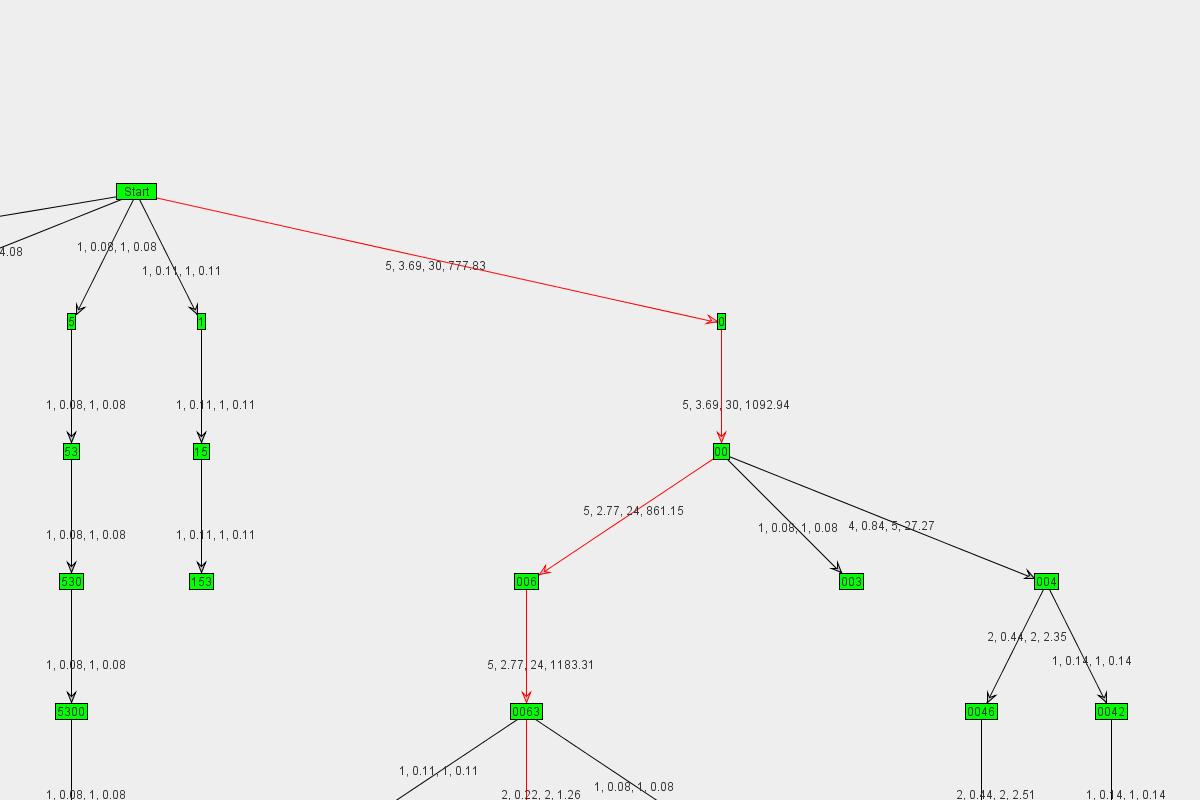 Start
4.08
1, 0.08, 1, 0.08
1, 0.11, 1, 0.11
5, 3.69, 30, 777.83
5
1
0
1, 0.08, 1, 0.08
1, 0.11, 1, 0.11
5, 3.69, 30, 1092.94
53
15
00
1, 0.08, 1, 0.08
1, 0.11, 1, 0.11
5, 2.77, 24, 861.15
1, 0.08, 1, 0.08
4, 0.84, 5, 27.27
530
153
006
003
004
1, 0.08, 1, 0.08
5, 2.77, 24, 1183.31
2, 0.44, 2, 2.35
1, 0.14, 1, 0.14
5300
0063
0046
0042
1, 0.11, 1, 0.11
1, 0.08, 1, 0.08
1, 0.08, 1, 0.08
2, 0.22, 2, 1.26
2, 0.44, 2, 2.51
1, 0.14, 1, 0.14